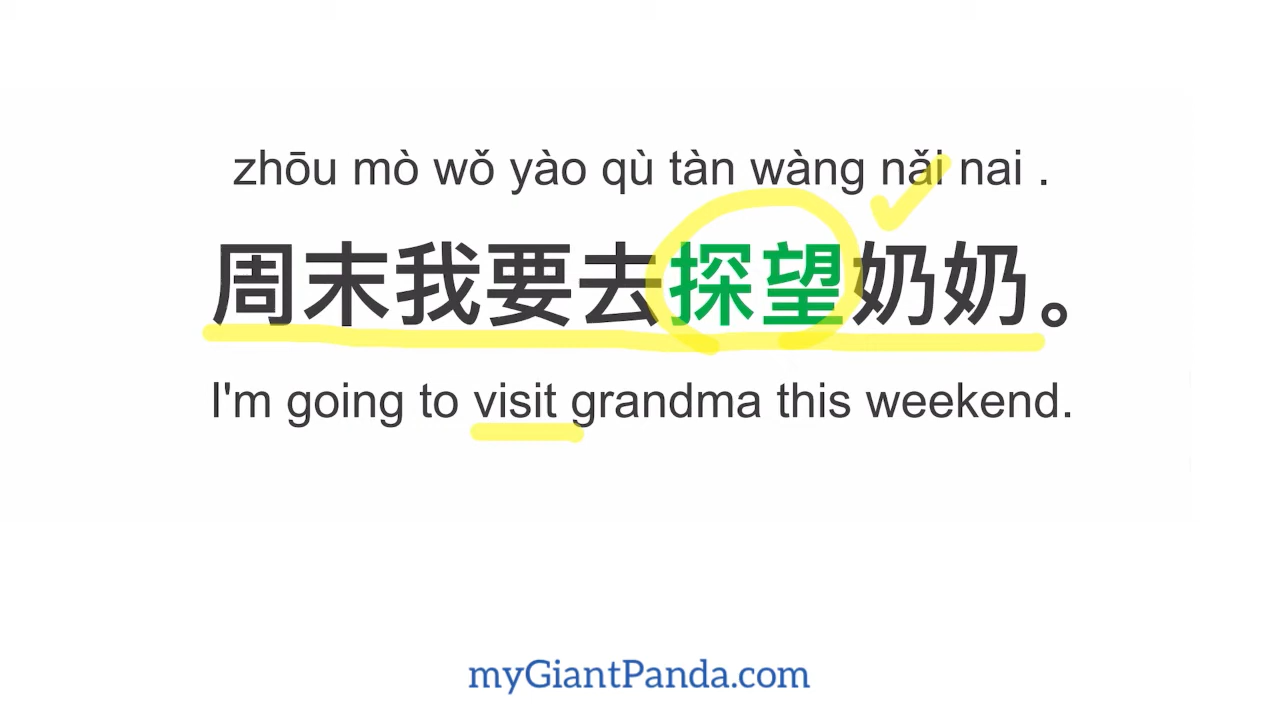 zhōu mò wǒ yào qù tàn wàng nǎi nai .
周末我要去探望奶奶。
I'm going to visit grandma this weekend.
myGiantPanda.com